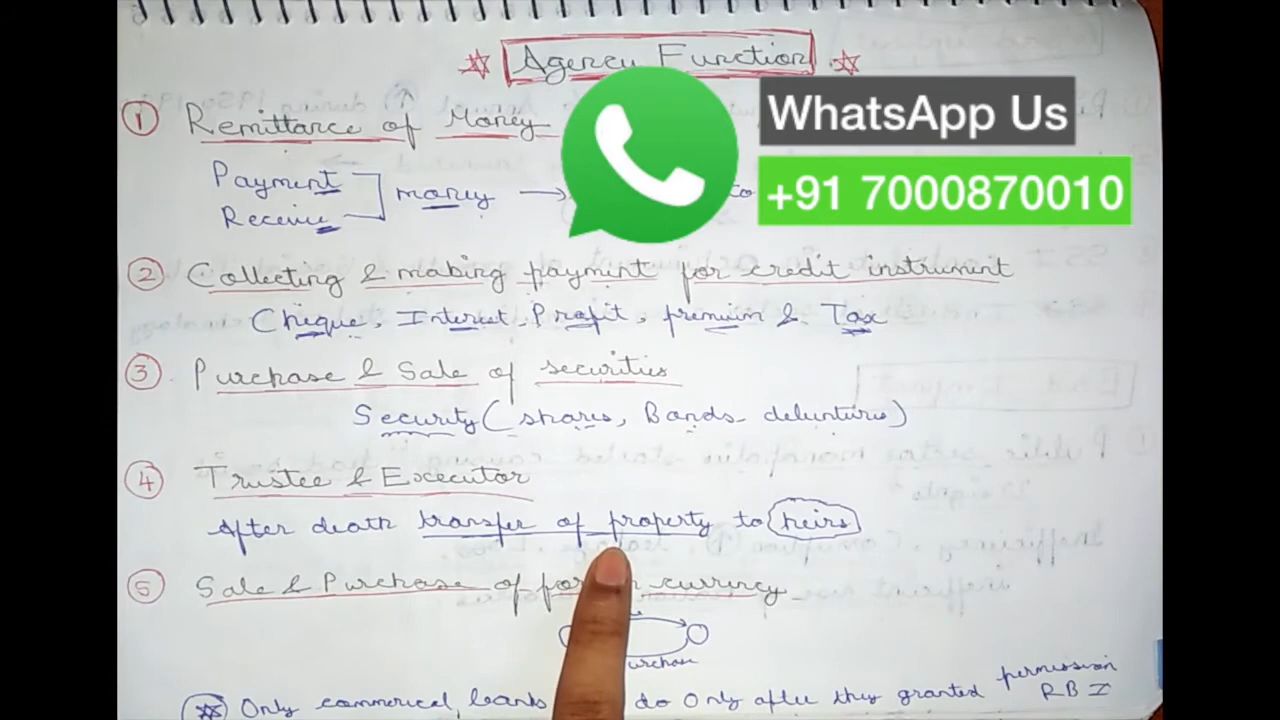 Agency Function
WhatsApp Us
+91 7000870010
① Remittance of Money
Payment
Receive
money → to
② Collecting & making payment for credit instrument
Cheque, Interest, Profit, premium & Tax
③ Purchase & Sale of securities
Security (shares, Bonds debentures)
④ Trustee & Executor
After death transfer of property to heirs
⑤ Sale & Purchase of currency
Only commerical banks do Only after they granted permission
RBI